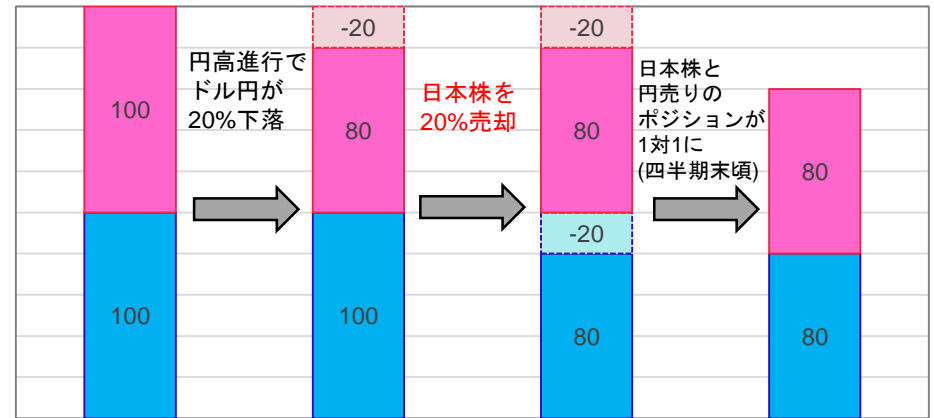 100
100
円高進行で
ドル円が
20%下落
-20
80
100
日本株を
20%売却
-20
80
-20
80
日本株と
円売りの
ポジションが
1対1に
(四半期末頃)
80
80